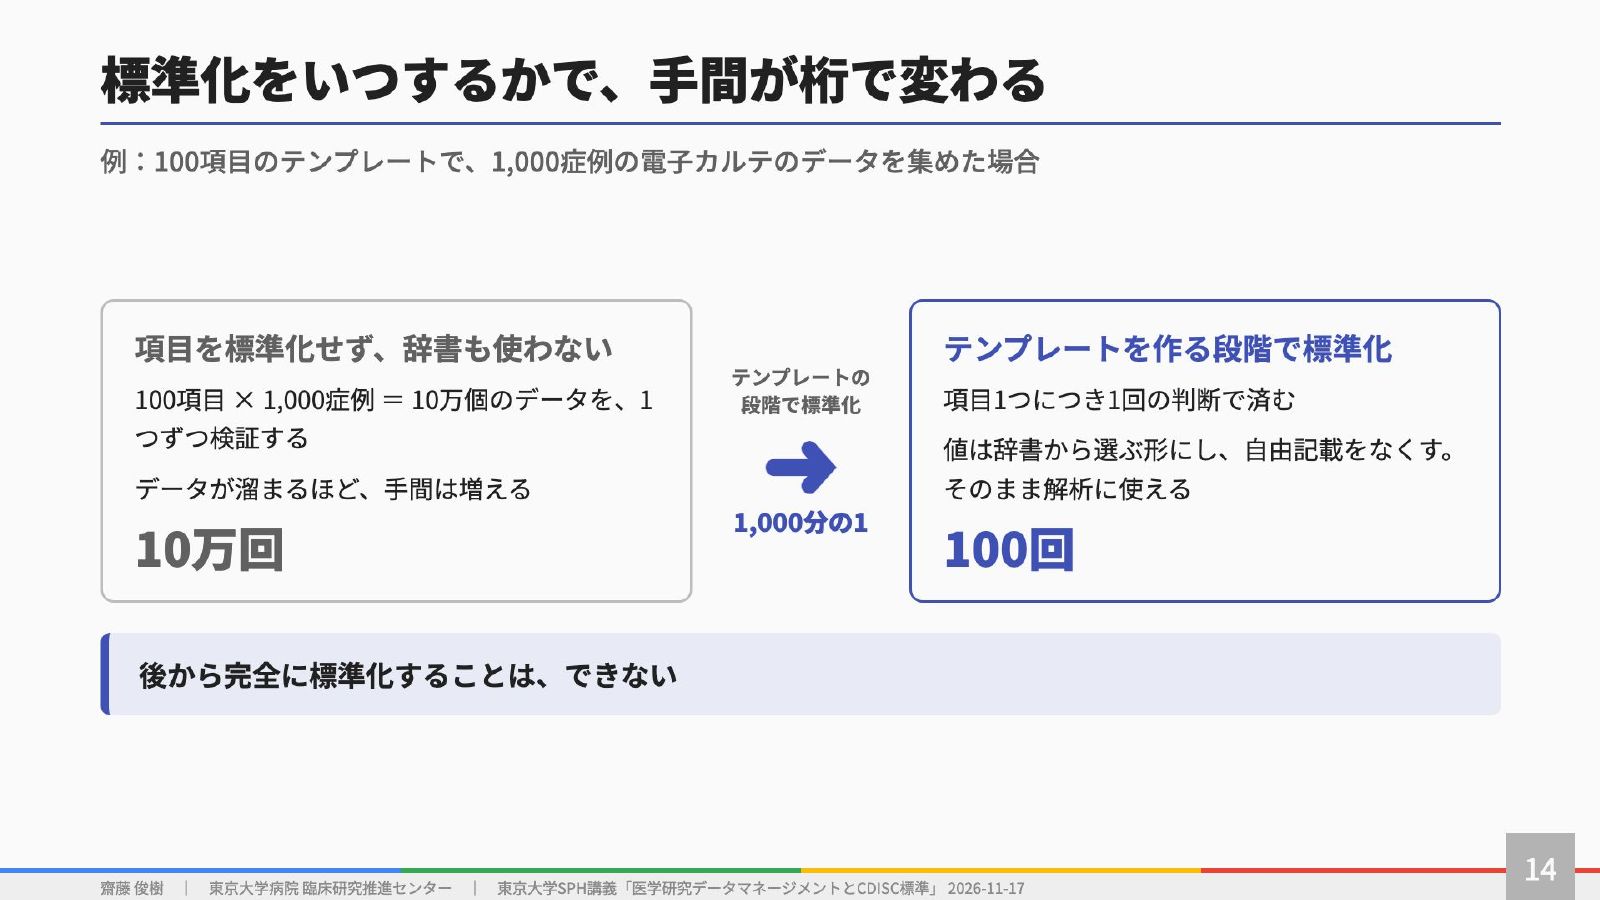 標準化をいつするかで、手間が桁で変わる
例：100項目のテンプレートで、1,000症例の電子カルテのデータを集めた場合
項目を標準化せず、辞書も使わない
100項目 × 1,000症例 ＝ 10万個のデータを、1
つずつ検証する
データが溜まるほど、手間は増える
10万回
テンプレートの
段階で標準化
1,000分の1
テンプレートを作る段階で標準化
項目1つにつき1回の判断で済む
値は辞書から選ぶ形にし、自由記載をなくす。
そのまま解析に使える
100回
後から完全に標準化することは、できない
齋藤 俊樹 | 東京大学病院 臨床研究推進センター | 東京大学SPH講義「医学研究データマネージメントとCDISC標準」 2026-11-17
14